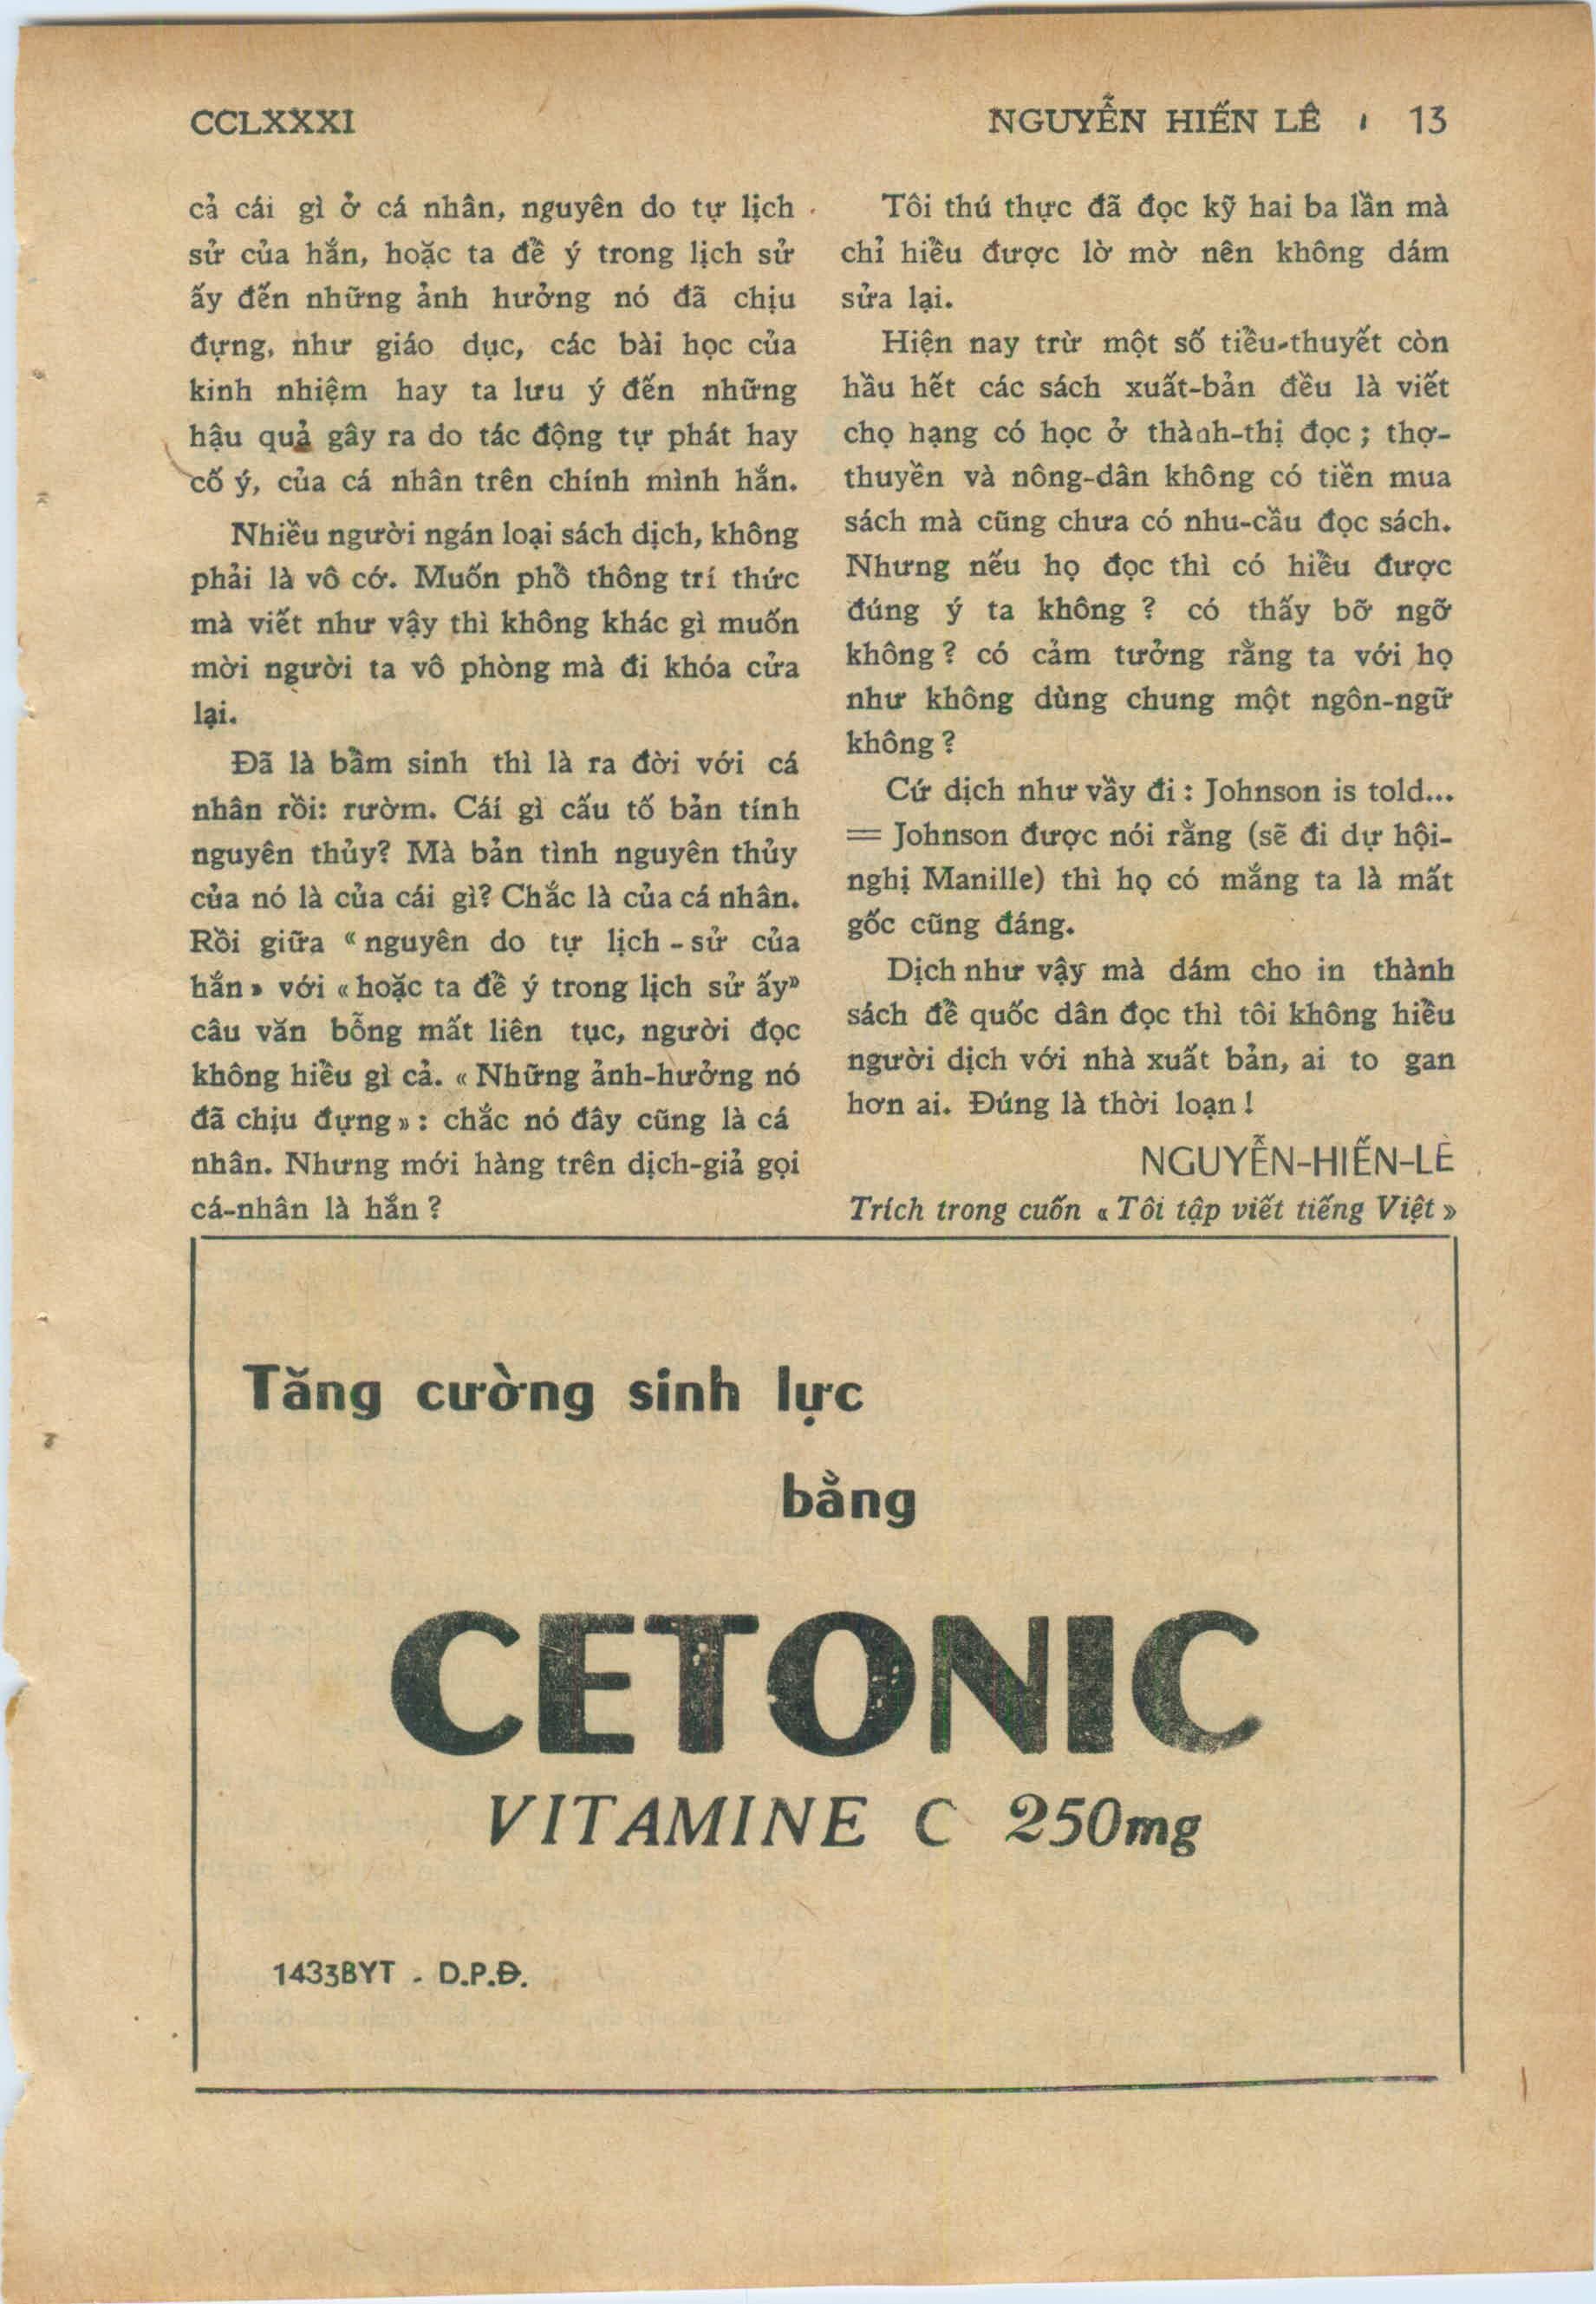 CCLXXXI
NGUYỄN HIẾN LÊ 13
cả cái gì ở cá nhân, nguyên do tự lịch
sử của hắn, hoặc ta để ý trong lịch sử
ấy đến những ảnh hưởng nó đã chịu
đựng, như giáo dục, các bài học của
kinh nhiệm hay ta lưu ý đến những
hậu quả gây ra do tác động tự phát hay
cố ý, của cá nhân trên chính mình hắn.
Nhiều người ngán loại sách dịch, không
phải là vô cớ. Muốn phổ thông trí thức
mà viết như vậy thì không khác gì muốn
mời người ta vô phòng mà đi khóa cửa
lại.
Đã là bẩm sinh thì là ra đời với cá
nhân rồi: rườm. Cái gì cấu tố bản tính
nguyên thủy? Mà bản tình nguyên thủy
của nó là của cái gì? Chắc là của cá nhân.
Rồi giữa « nguyên do tự lịch - sử của
hắn » với « hoặc ta để ý trong lịch sử ấy »
câu văn bỗng mất liên tục, người đọc
không hiểu gì cả. « Những ảnh-hưởng nó
đã chịu đựng » : chắc nó đây cũng là cá
nhân. Nhưng mới hàng trên dịch-giả gọi
cá-nhân là hắn ?
Tôi thú thực đã đọc kỹ hai ba lần mà
chỉ hiểu được lờ mờ nên không dám
sửa lại.
Hiện nay trừ một số tiểu-thuyết còn
hầu hết các sách xuất-bản đều là viết
chọ hạng có học ở thành-thị đọc ; thợ-
thuyền và nông-dân không có tiền mua
sách mà cũng chưa có nhu-cầu đọc sách.
Nhưng nếu họ đọc thì có hiểu được
đúng ý ta không ? có thấy bỡ ngỡ
không ? có cảm tưởng rằng ta với họ
như không dùng chung một ngôn-ngữ
không ?
Cứ dịch như vầy đi : Johnson is told...
= Johnson được nói rằng (sẽ đi dự hội-
nghị Manille) thì họ có mắng ta là mất
gốc cũng đáng.
Dịch như vậy mà dám cho in thành
sách để quốc dân đọc thì tôi không hiểu
người dịch với nhà xuất bản, ai to gan
hơn ai. Đúng là thời loạn !
NGUYỄN-HIẾN-LÊ
Trích trong cuốn « Tôi tập viết tiếng Việt »
Tăng cường sinh lực
bằng
CETONIC
VITAMINE C 250mg
1433BYT - D.P.Đ.